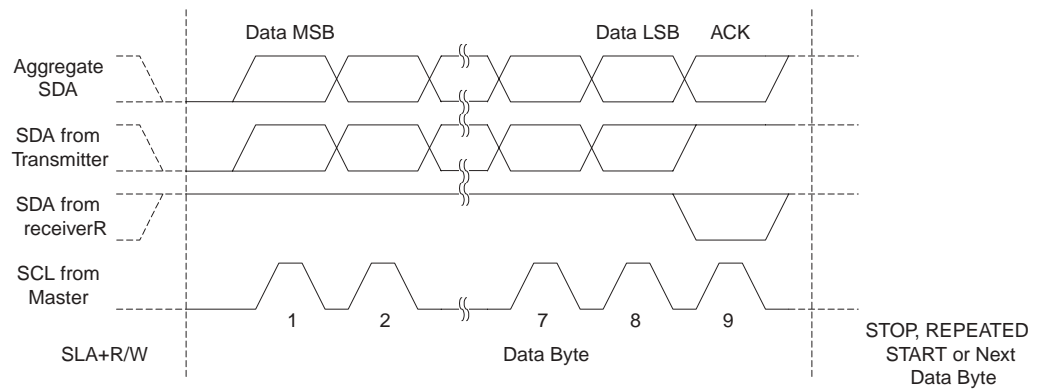 Data MSB
Data LSB
ACK
Aggregate
SDA
SDA from
Transmitter
SDA from
receiverR
SCL from
Master
1
2
7
8
9
SLA+R/W
Data Byte
STOP, REPEATED
START or Next
Data Byte